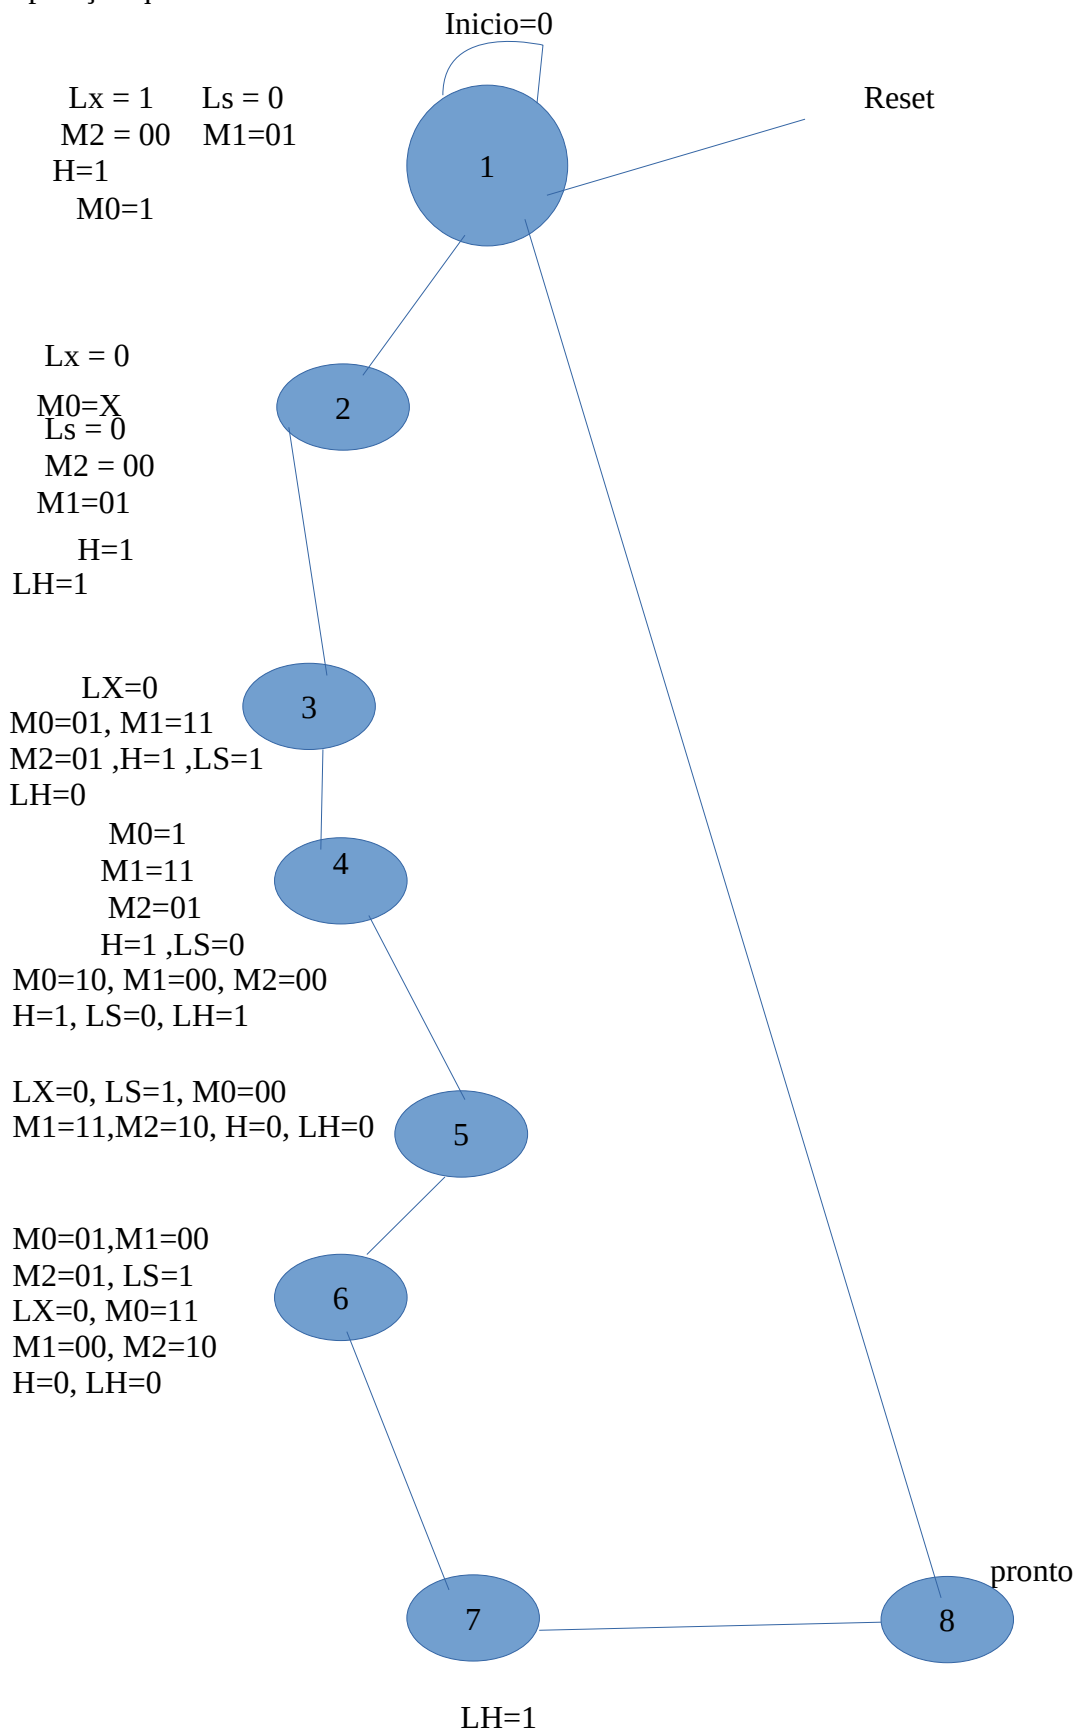 Inicio=0
Lx = 1 Ls = 0
Reset
M2 = 00 M1=01
1
H=1
M0=1
Lx = 0
M0=X
2
Ls = 0
M2 = 00
M1=01
H=1
LH=1
LX=0
3
M0=01, M1=11
M2=01 ,H=1 ,LS=1
LH=0
M0=1
4
M1=11
M2=01
H=1 ,LS=0
M0=10, M1=00, M2=00
H=1, LS=0, LH=1
LX=0, LS=1, M0=00
M1=11,M2=10, H=0, LH=0
5
M0=01,M1=00
M2=01, LS=1
6
LX=0, M0=11
M1=00, M2=10
H=0, LH=0
pronto
7
8
LH=1